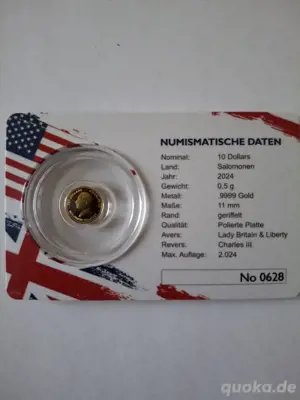 NUMISMATISCHE DATEN
Nominal: 10 Dollars
Land: Salomonen
Jahr: 2024
Gewicht: 0,5 g
Metall: .9999 Gold
Maße: 11 mm
Rand geriffelt
Qualität: Polierte Platte
Avers: Lady Britain & Liberty
Revers: Charles III.
Max. Auflage: 2.024
No 0628
quoka.de